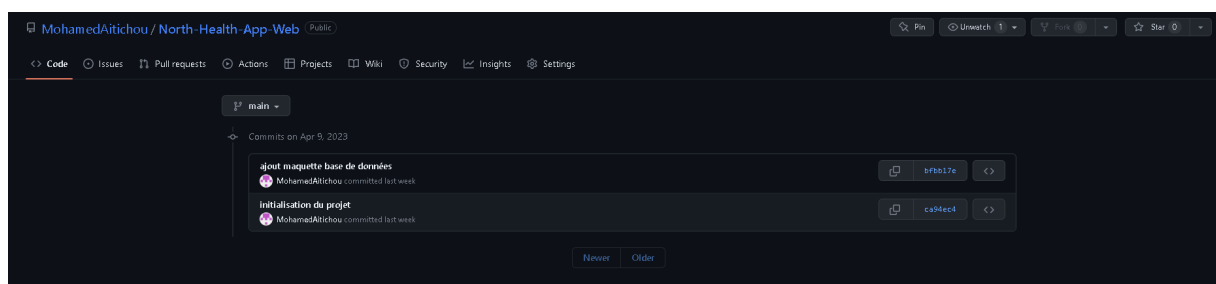 MohamedAitichou / North-Health-App-Web Public
Pin Unwatch 1 Fork 0 Star 0
Code Issues Pull requests Actions Projects Wiki Security Insights Settings
main
Commits on Apr 9, 2023
ajout maquette base de données
MohamedAitichou committed last week
bfbb17e
initialisation du projet
MohamedAitichou committed last week
ca94ec4
Newer Older